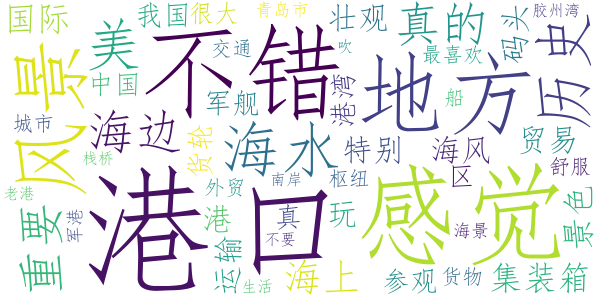 国际
我国
很大
青岛市
壮观
真的
码头
胶州湾
风景
美
交通
不错
吹
最喜欢
历史
中国
军舰
港湾
船
地方
城市
海边
货轮
海水
特别
海风
贸易
栈桥
外贸
南岸
枢纽
区
舒服
老港
重要
军港
港口
港
真
玩
感觉
海景
景色
运输
不要
海上
生活
参观
货物
集装箱